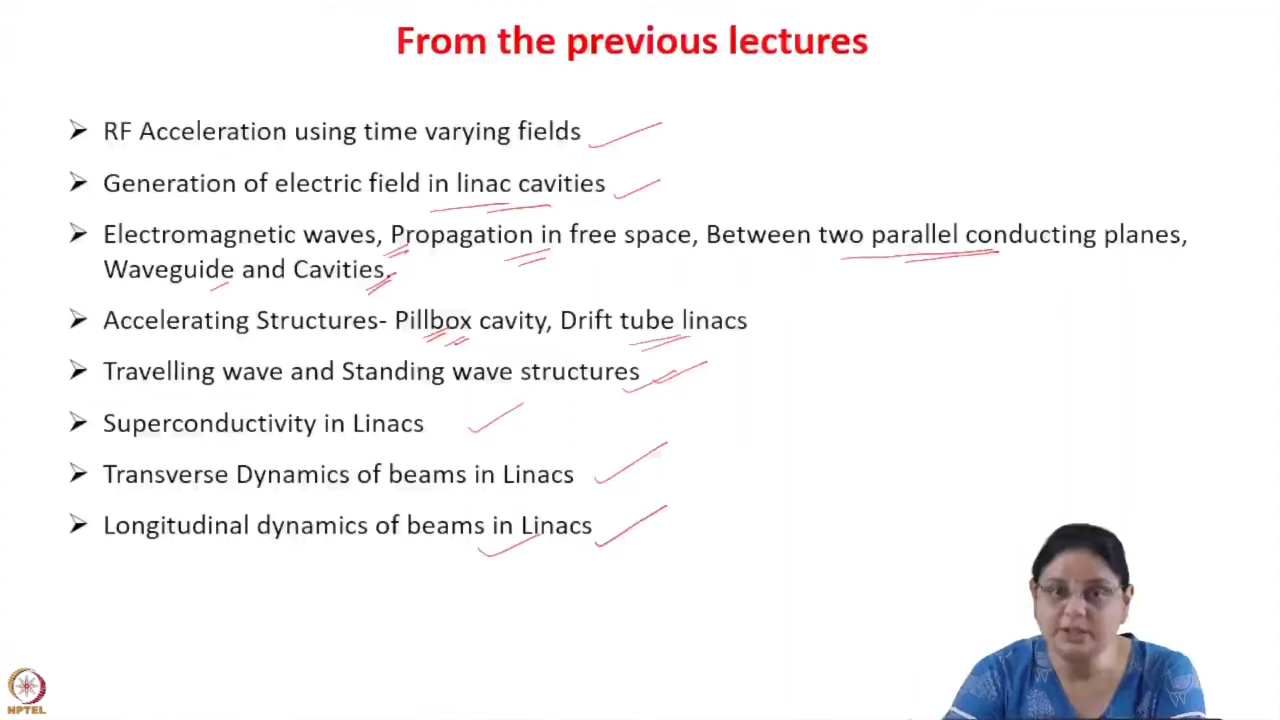 From the previous lectures
➢ RF Acceleration using time varying fields
➢ Generation of electric field in linac cavities
➢ Electromagnetic waves, Propagation in free space, Between two parallel conducting planes,
Waveguide and Cavities.
➢ Accelerating Structures- Pillbox cavity, Drift tube linacs
➢ Travelling wave and Standing wave structures
➢ Superconductivity in Linacs
➢ Transverse Dynamics of beams in Linacs
➢ Longitudinal dynamics of beams in Linacs
NPTEL